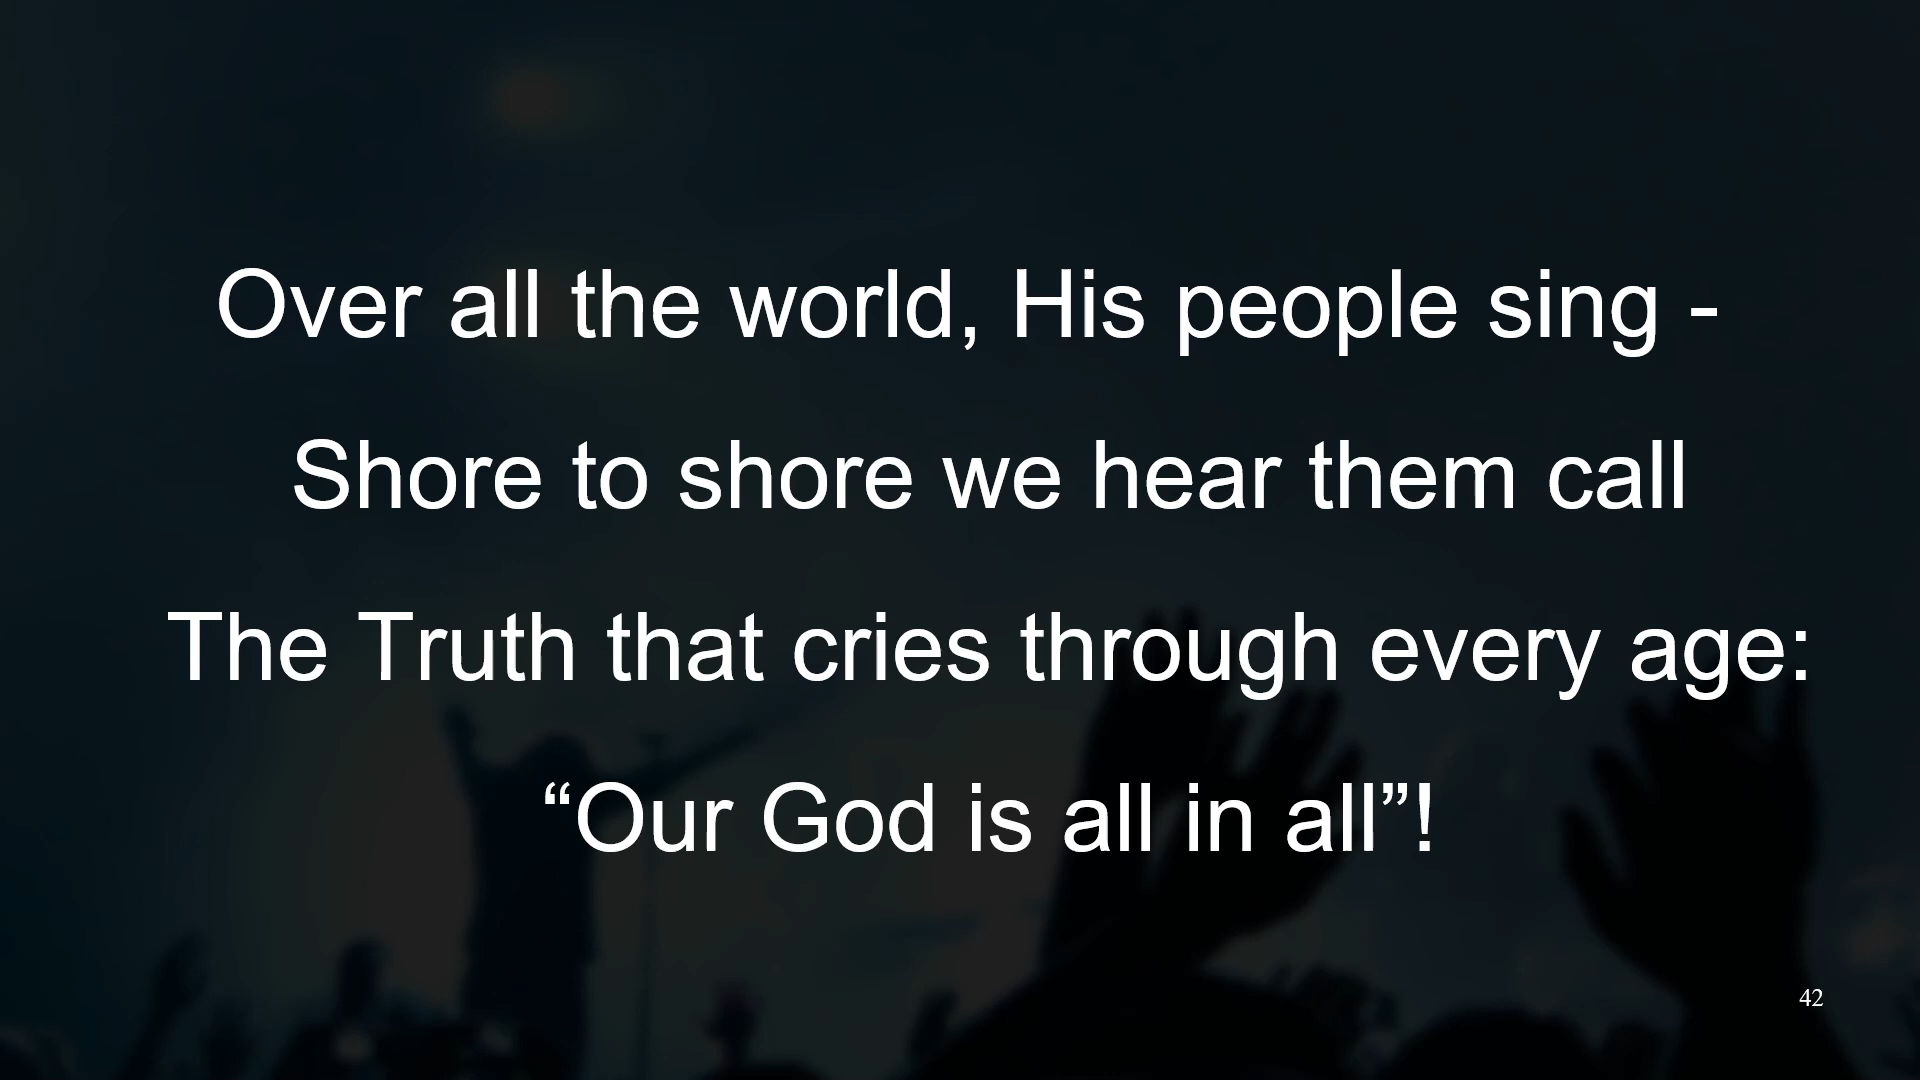 Over all the world, His people sing -
Shore to shore we hear them call
The Truth that cries through every age:
“Our God is all in all”!
42